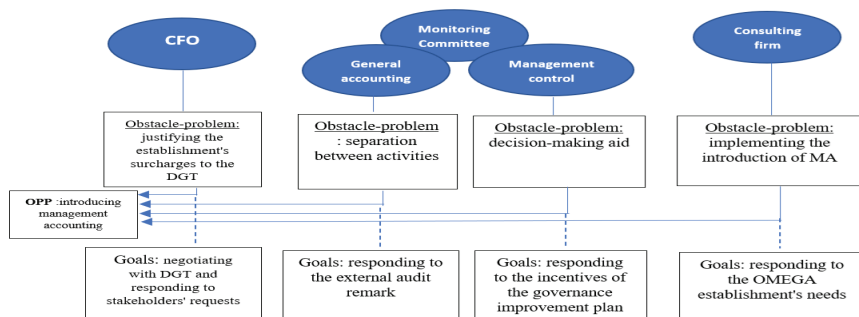 CFO
Monitoring
Committee
General
accounting
Management
control
Consulting
firm
Obstacle-problem:
justifying the
establishment's
surcharges to the
DGT
Obstacle-problem
: separation
between activities
Obstacle-problem:
decision-making aid
Obstacle-problem:
implementing the
introduction of MA
OPP :introducing
management
accounting
Goals: negotiating
with DGT and
responding to
stakeholders' requests
Goals: responding to
the external audit
remark
Goals: responding
to the incentives of
the governance
improvement plan
Goals: responding to
the OMEGA
establishment's needs